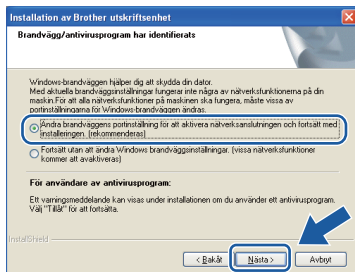 Installation av Brother utskriftsenhet
Brandvägg/antivirusprogram har identifierats
Windows-brandväggen hjälper dig att skydda din dator.
Med aktuella brandväggsinställningar fungerar inte några av nätverksfunktionerna på din
maskin.För att alla nätverksfunktioner på maskinen ska fungera, måste vissa av
portinställningarna för Windows-brandväggen ändras.
Ändra brandväggens portinställning för att aktivera nätverksanslutningen och fortsätt med
installeringen. (rekommenderas)
Fortsätt utan att ändra Windows brandväggsinställningar. (vissa nätverksfunktioner
kommer att avaktiveras)
För användare av antivirusprogram:
Ett varningsmeddelande kan visas under installationen om du använder ett antivirusprogram.
Välj "Tillåt" för att fortsätta.
InstallShield
< Bakåt
Nästa >
Avbryt